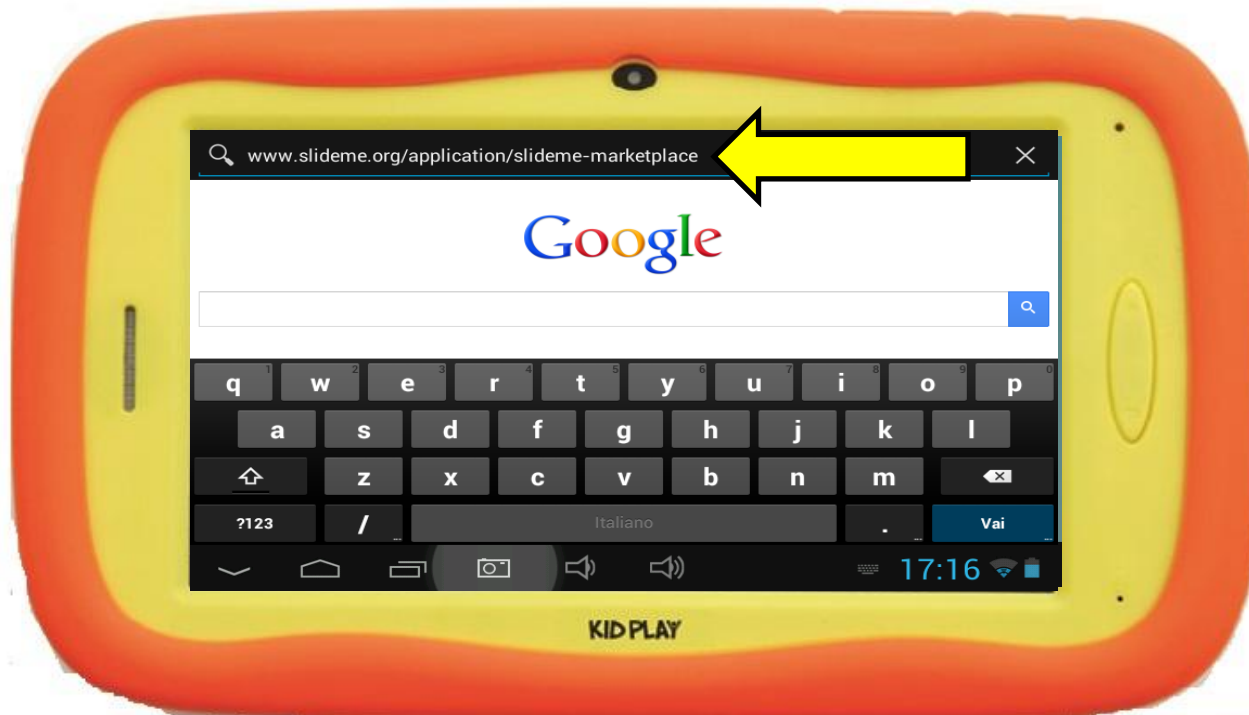 www.slideme.org/application/slideme-marketplace
Google
q 1 w 2 e 3 r 4 t 5 y 6 u 7 i 8 o 9 p 0
a s d f g h j k l
z x c v b n m
?123 / Italiano . Vai
17:16
KID PLAY